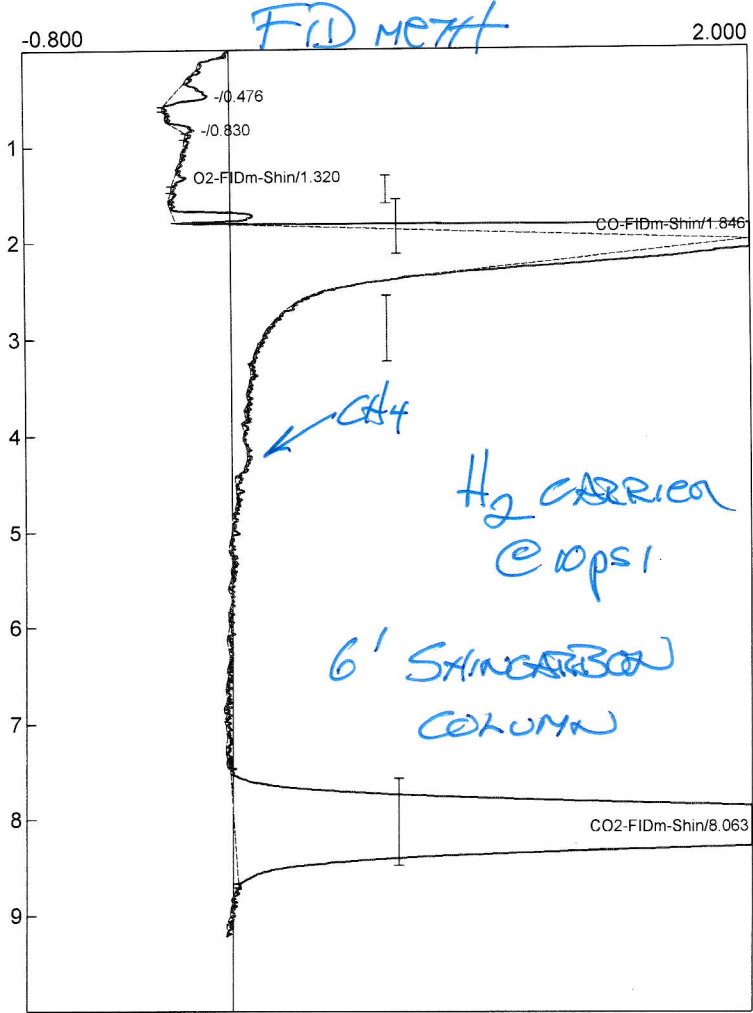 FID METH
-0.800
2.000
-/0.476
-/0.830
1
O2-FIDm-Shin/1.320
CO-FIDm-Shin/1.846
2
3
CH4
4
H2 CARRIER
@ 10 psi
5
6
6' SHINCARBON
COLUMN
7
8
CO2-FIDm-Shin/8.063
9